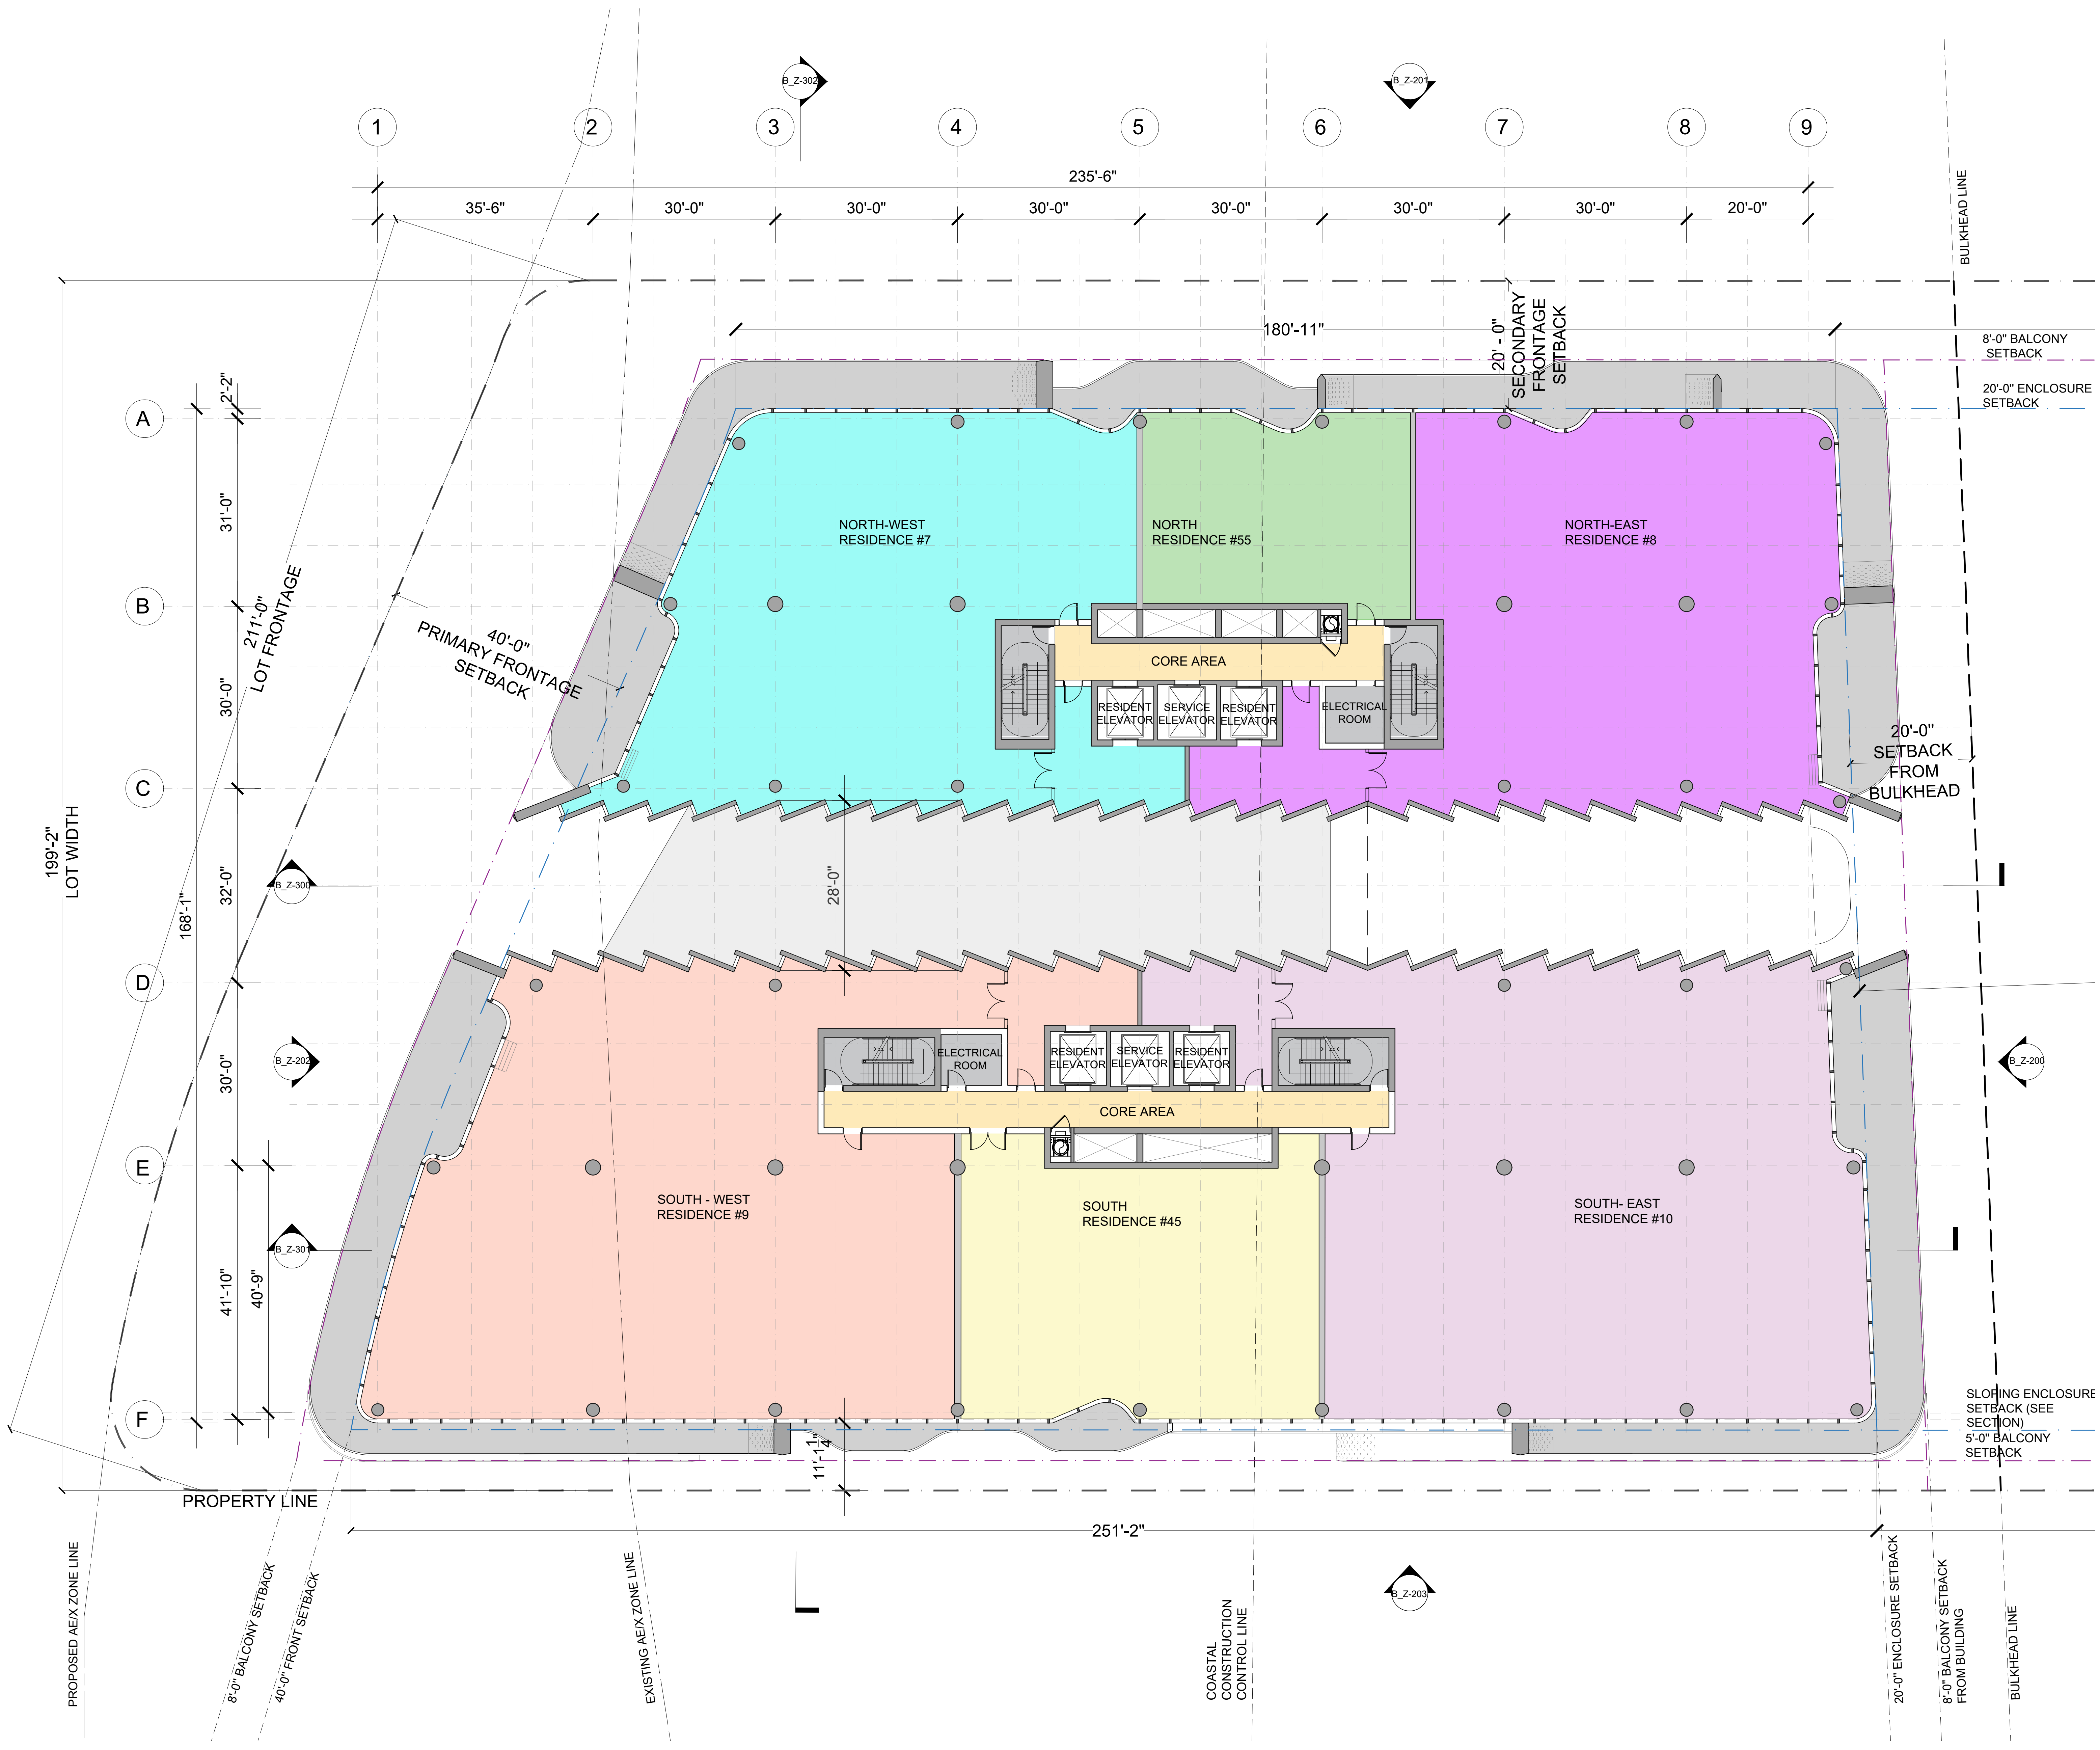 B_Z-302
B_Z-201
1
2
3
4
5
6
7
8
9
235'-6"
35'-6"
30'-0"
30'-0"
30'-0"
30'-0"
30'-0"
30'-0"
20'-0"
BULKHEAD LINE
20' - 0"
SECONDARY
FRONTAGE
SETBACK
180'-11"
8'-0" BALCONY
SETBACK
20'-0" ENCLOSURE
SETBACK
A
B
C
D
E
F
2'-2"
31'-0"
30'-0"
32'-0"
30'-0"
41'-10"
40'-9"
168'-1"
199'-2"
LOT WIDTH
211'-0"
LOT FRONTAGE
40'-0"
PRIMARY FRONTAGE
SETBACK
NORTH-WEST
RESIDENCE #7
NORTH
RESIDENCE #55
NORTH-EAST
RESIDENCE #8
CORE AREA
RESIDENT
ELEVATOR
SERVICE
ELEVATOR
RESIDENT
ELEVATOR
ELECTRICAL
ROOM
20'-0"
SETBACK
FROM
BULKHEAD
28'-0"
B_Z-300
B_Z-202
B_Z-301
B_Z-200
ELECTRICAL
ROOM
RESIDENT
ELEVATOR
SERVICE
ELEVATOR
RESIDENT
ELEVATOR
CORE AREA
SOUTH - WEST
RESIDENCE #9
SOUTH
RESIDENCE #45
SOUTH- EAST
RESIDENCE #10
SLOPING ENCLOSURE
SETBACK (SEE
SECTION)
5'-0" BALCONY
SETBACK
PROPERTY LINE
251'-2"
PROPOSED AE/X ZONE LINE
8'-0" BALCONY SETBACK
40'-0" FRONT SETBACK
EXISTING AE/X ZONE LINE
COASTAL
CONSTRUCTION
CONTROL LINE
B_Z-203
20'-0" ENCLOSURE SETBACK
8'-0" BALCONY SETBACK
FROM BUILDING
BULKHEAD LINE